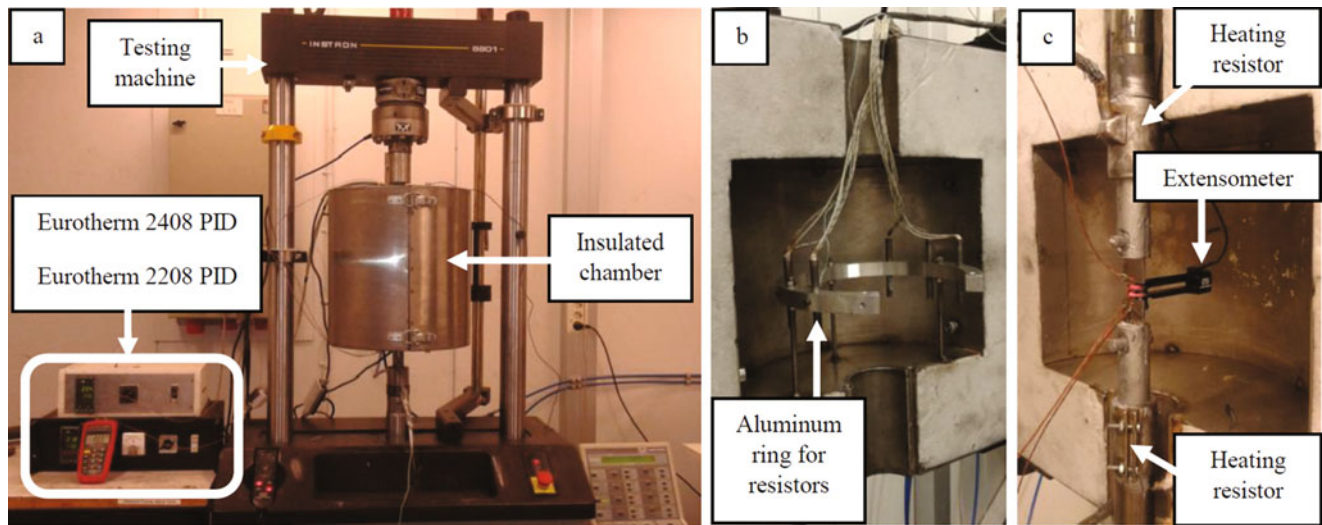 a
Testing
machine
INSTRON
8801
Eurotherm 2408 PID
Eurotherm 2208 PID
Insulated
chamber
b
Aluminum
ring for
resistors
c
Heating
resistor
Extensometer
Heating
resistor